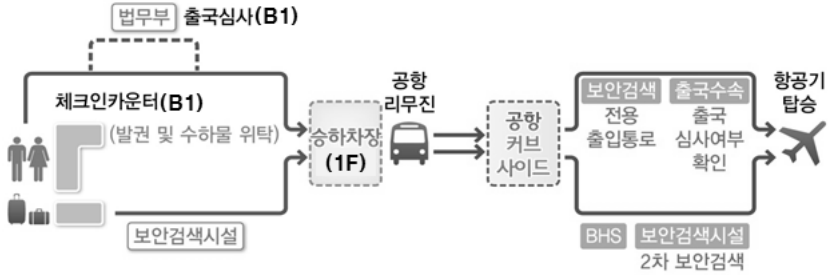 법무부 출국심사(B1)
체크인카운터(B1)
(발권 및 수하물 위탁)
보안검색시설
승하차장
(1F)
공항
리무진
공항
커브
사이드
보안검색
전용
출입통로
출국수속
출국
심사여부
확인
항공기
탑승
BHS 보안검색시설
2차 보안검색